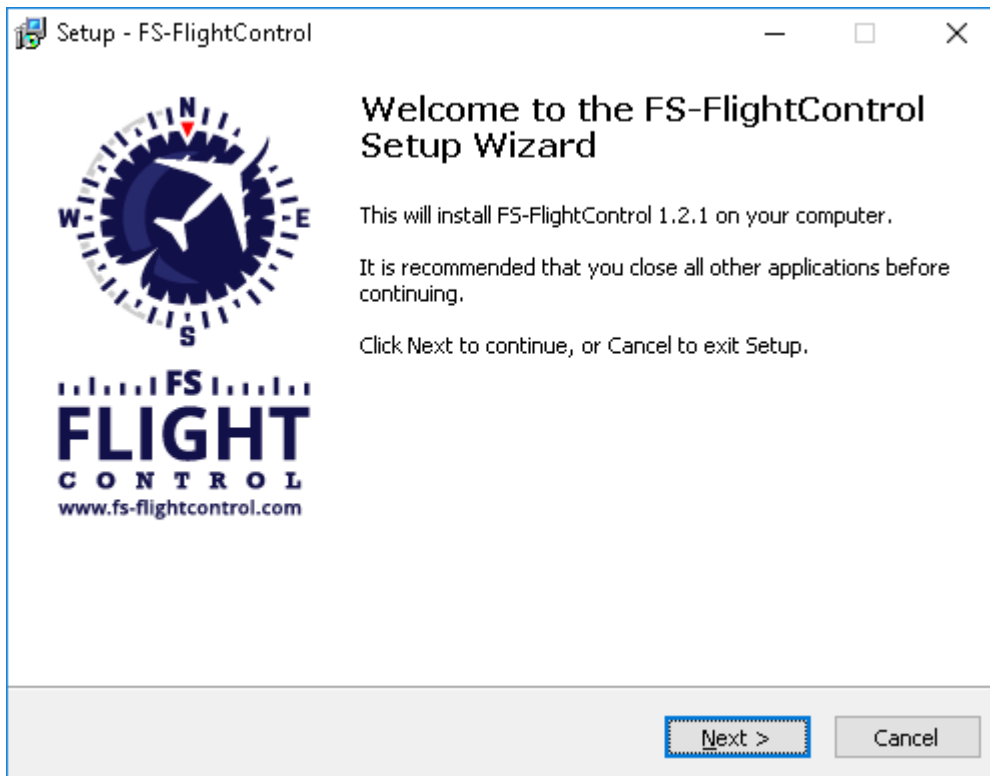 Setup - FS-FlightControl
N
W
E
S
FS
FLIGHT
CONTROL
www.fs-flightcontrol.com
Welcome to the FS-FlightControl
Setup Wizard
This will install FS-FlightControl 1.2.1 on your computer.
It is recommended that you close all other applications before
continuing.
Click Next to continue, or Cancel to exit Setup.
Next >
Cancel